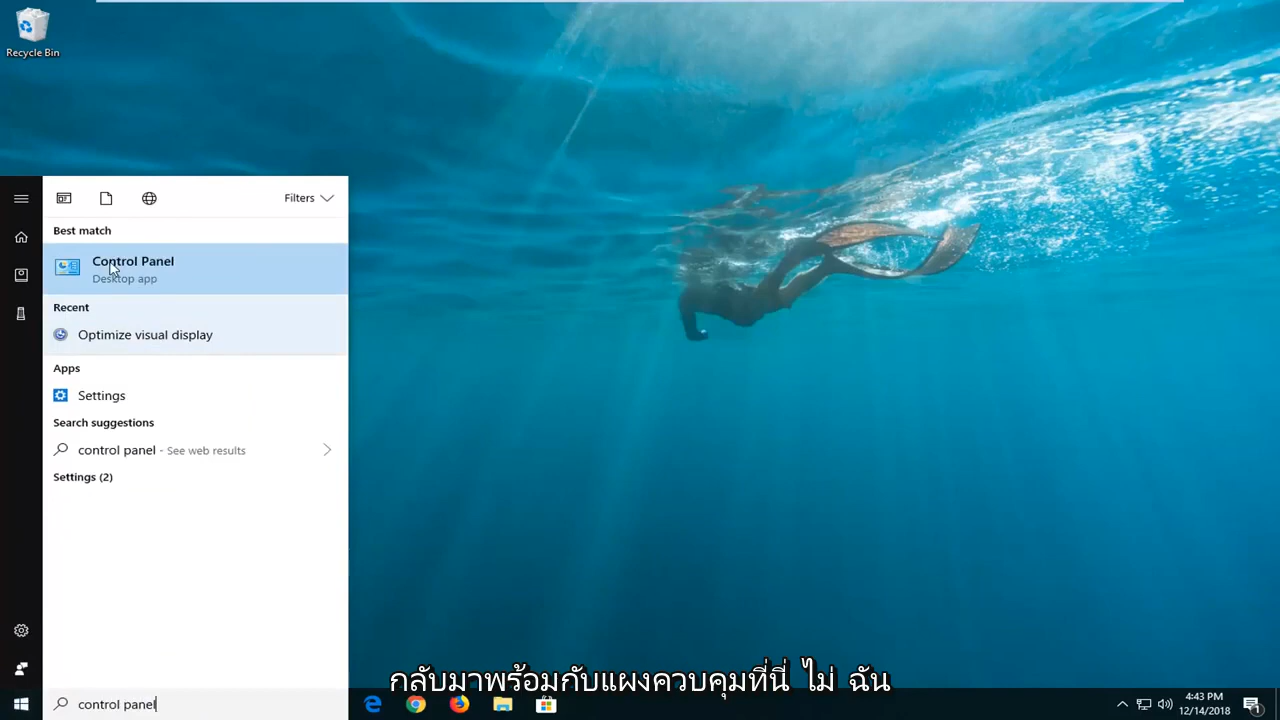 Recycle Bin
Filters
Best match
Control Panel
Desktop app
Recent
Optimize visual display
Apps
Settings
Search suggestions
control panel - See web results
Settings (2)
กลับมาพร้อมกับแผงควบคุมที่นี่ ไม่ ฉัน
control panel
4:43 PM
12/14/2018
1